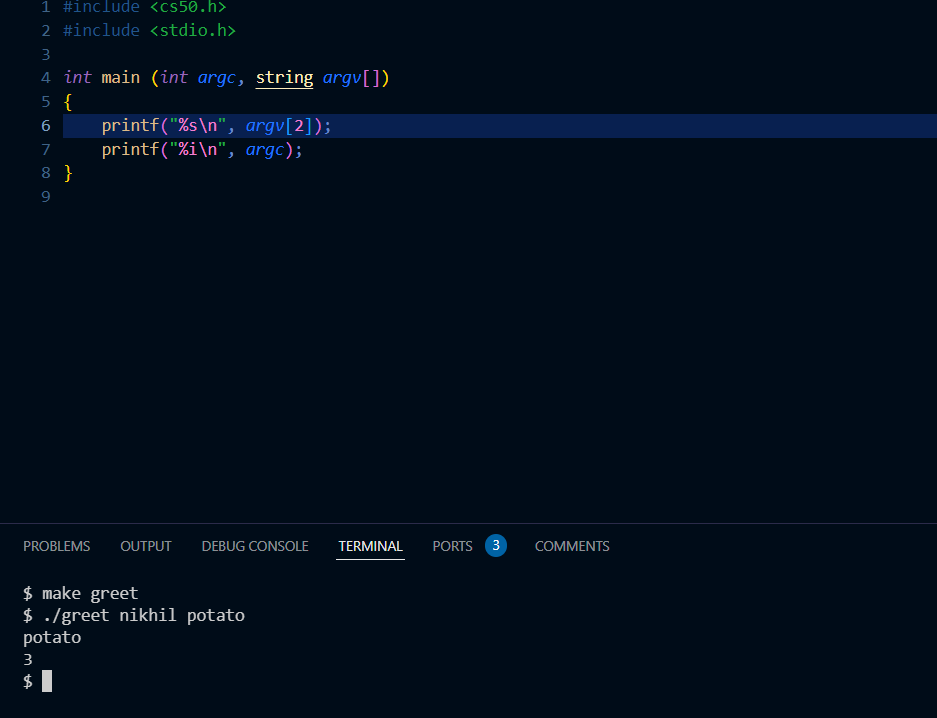 1 #include <cs50.h>
2 #include <stdio.h>
3
4 int main (int argc, string argv[])
5 {
6     printf("%s\n", argv[2]);
7     printf("%i\n", argc);
8 }
9
PROBLEMS OUTPUT DEBUG CONSOLE TERMINAL PORTS 3 COMMENTS
$ make greet
$ ./greet nikhil potato
potato
3
$